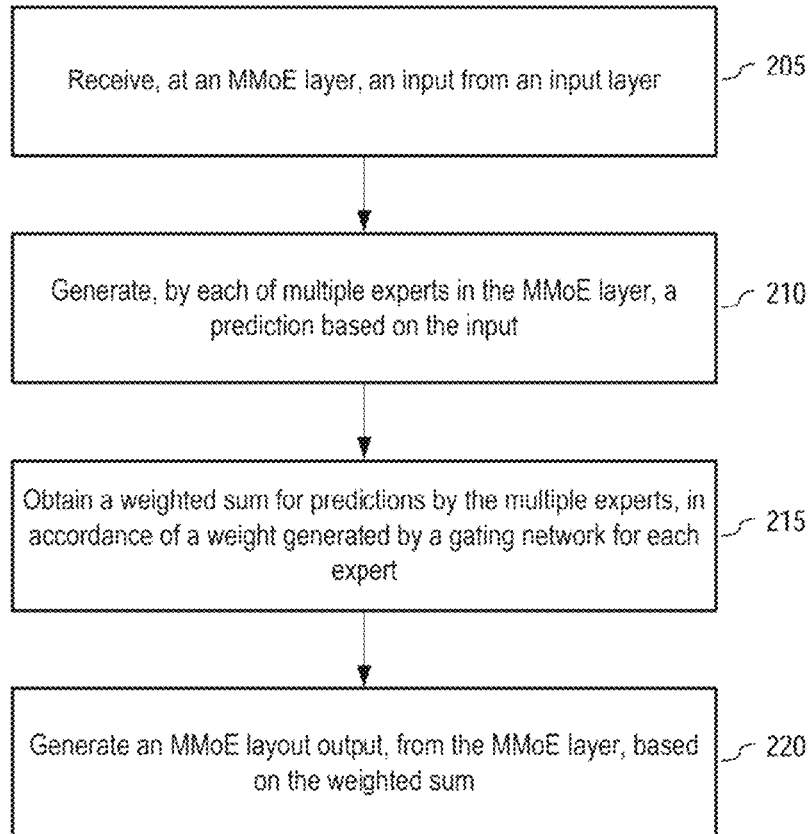 Receive, at an MMoE layer, an input from an input layer
205
Generate, by each of multiple experts in the MMoE layer, a
prediction based on the input
210
Obtain a weighted sum for predictions by the multiple experts, in
accordance of a weight generated by a gating network for each
expert
215
Generate an MMoE layout output, from the MMoE layer, based
on the weighted sum
220